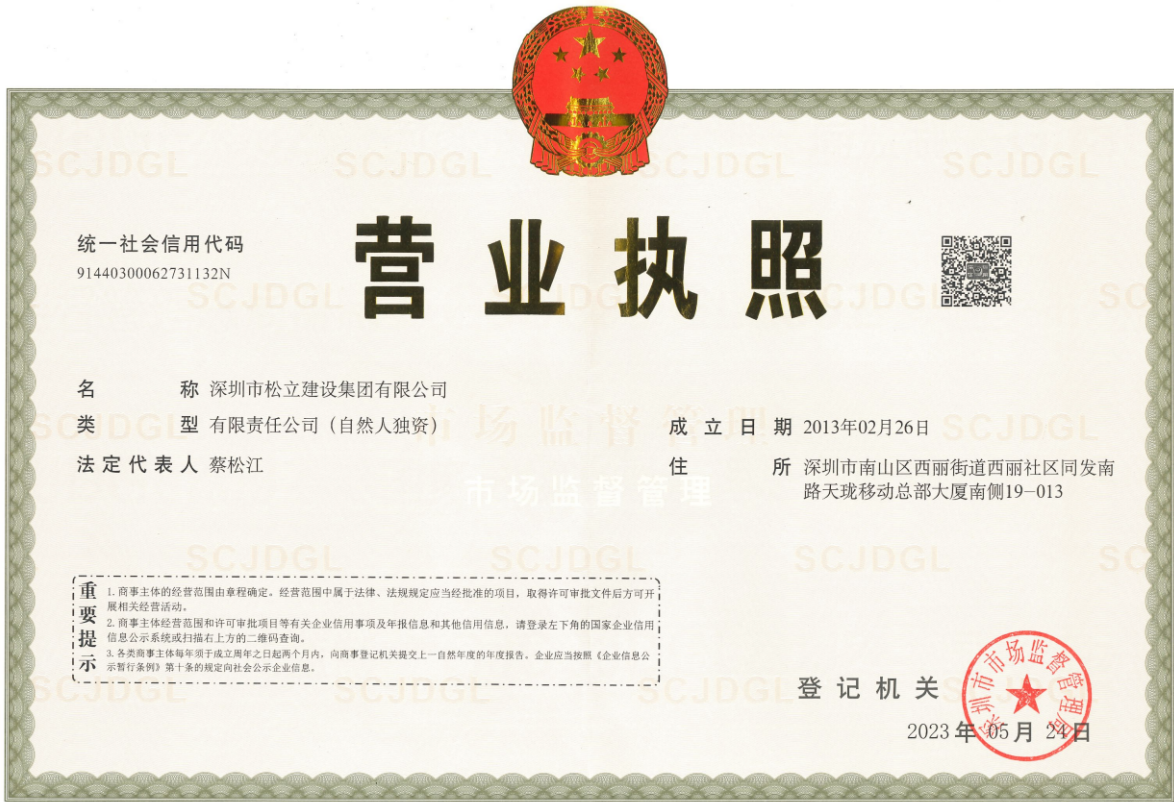 统一社会信用代码
91440300062731132N
营业执照
名称 深圳市松立建设集团有限公司
类型 有限责任公司（自然人独资）
法定代表人 蔡松江
成立日期 2013年02月26日
住所 深圳市南山区西丽街道西丽社区同发南
路天珑移动总部大厦南侧19-013
重要提示
1. 商事主体的经营范围由章程确定。经营范围中属于法律、法规规定应当经批准的项目，取得许可审批文件后方可开
展相关经营活动。
2. 商事主体经营范围和许可审批项目等有关企业信用事项及年报信息和其他信用信息，请登录左下角的国家企业信用
信息公示系统或扫描右上方的二维码查询。
3. 各类商事主体每年须于成立周年之日起两个月内，向商事登记机关提交上一自然年度的年度报告。企业应当按照《企业信息公
示暂行条例》第十条的规定向社会公示企业信息。
登记机关
深圳市市场监督管理局
2023年05月24日
SCJDGL
市场监督管理